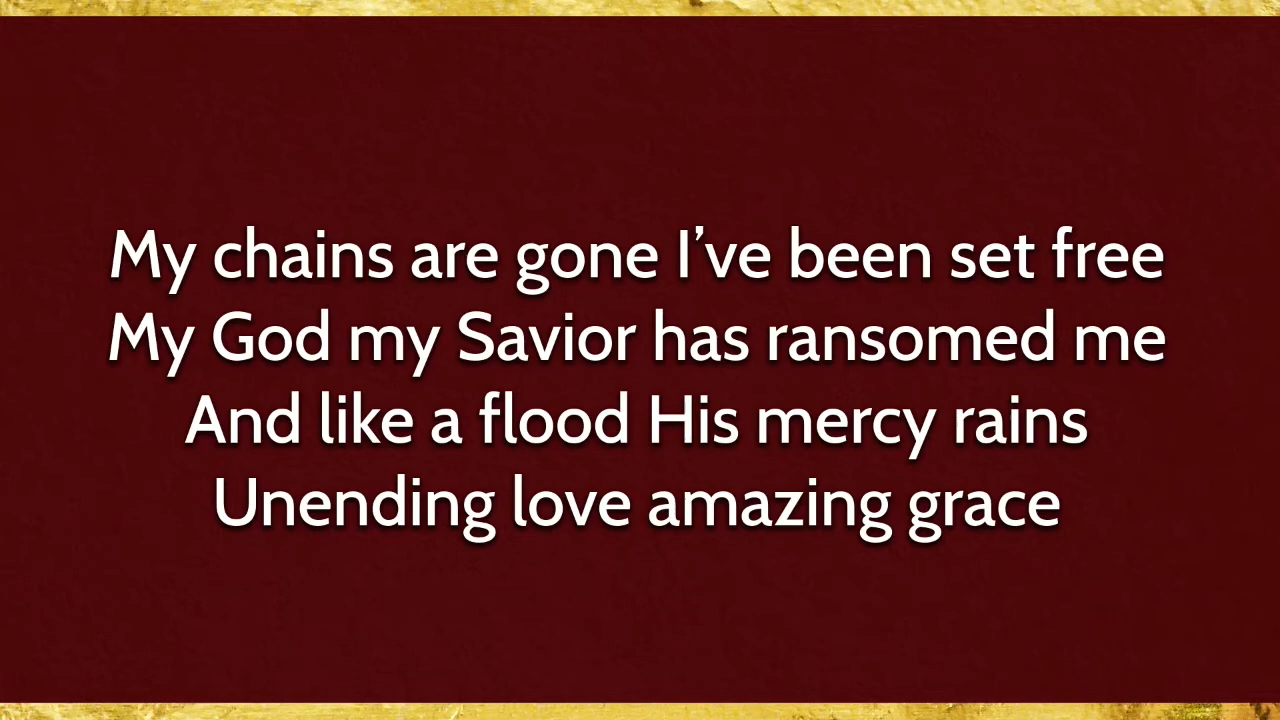 My chains are gone I’ve been set free
My God my Savior has ransomed me
And like a flood His mercy rains
Unending love amazing grace